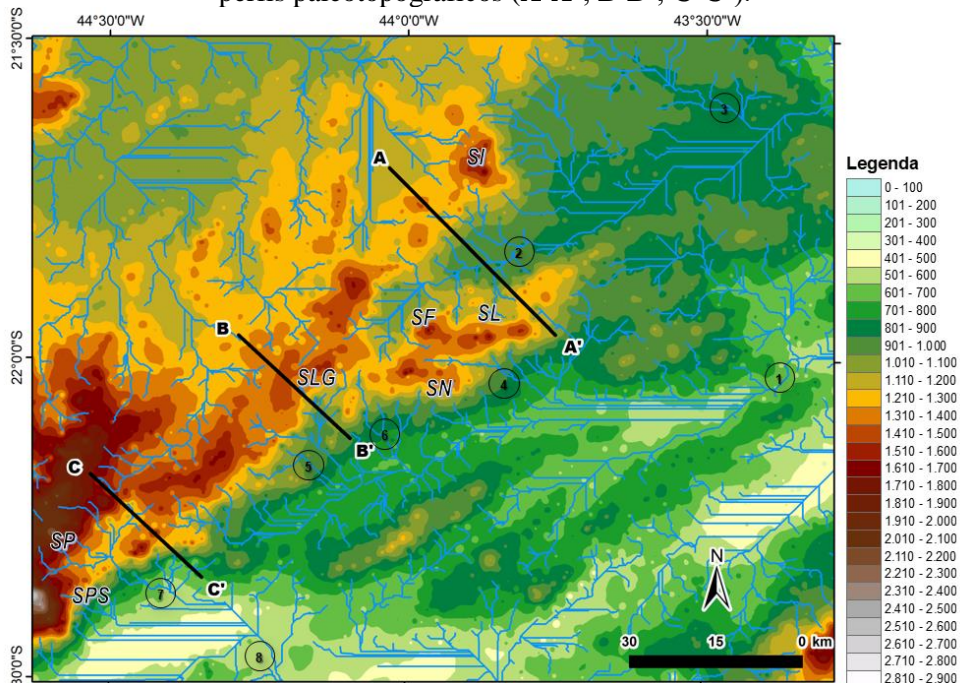 perfis paleotopográficos (A-A', B-B', C-C').
44°30'0"W 44°0'0"W 43°30'0"W
21°30'0"S
22°0'0"S
30'0"S
A
SI
3
2
SF
SL
B
A'
SLG
SN
4
1
6
B'
5
C
SP
SPS
7
C'
8
N
30 15 0 km
Legenda
0 - 100
101 - 200
201 - 300
301 - 400
401 - 500
501 - 600
601 - 700
701 - 800
801 - 900
901 - 1.000
1.010 - 1.100
1.110 - 1.200
1.210 - 1.300
1.310 - 1.400
1.410 - 1.500
1.510 - 1.600
1.610 - 1.700
1.710 - 1.800
1.810 - 1.900
1.910 - 2.000
2.010 - 2.100
2.110 - 2.200
2.210 - 2.300
2.310 - 2.400
2.410 - 2.500
2.510 - 2.600
2.610 - 2.700
2.710 - 2.800
2.810 - 2.900